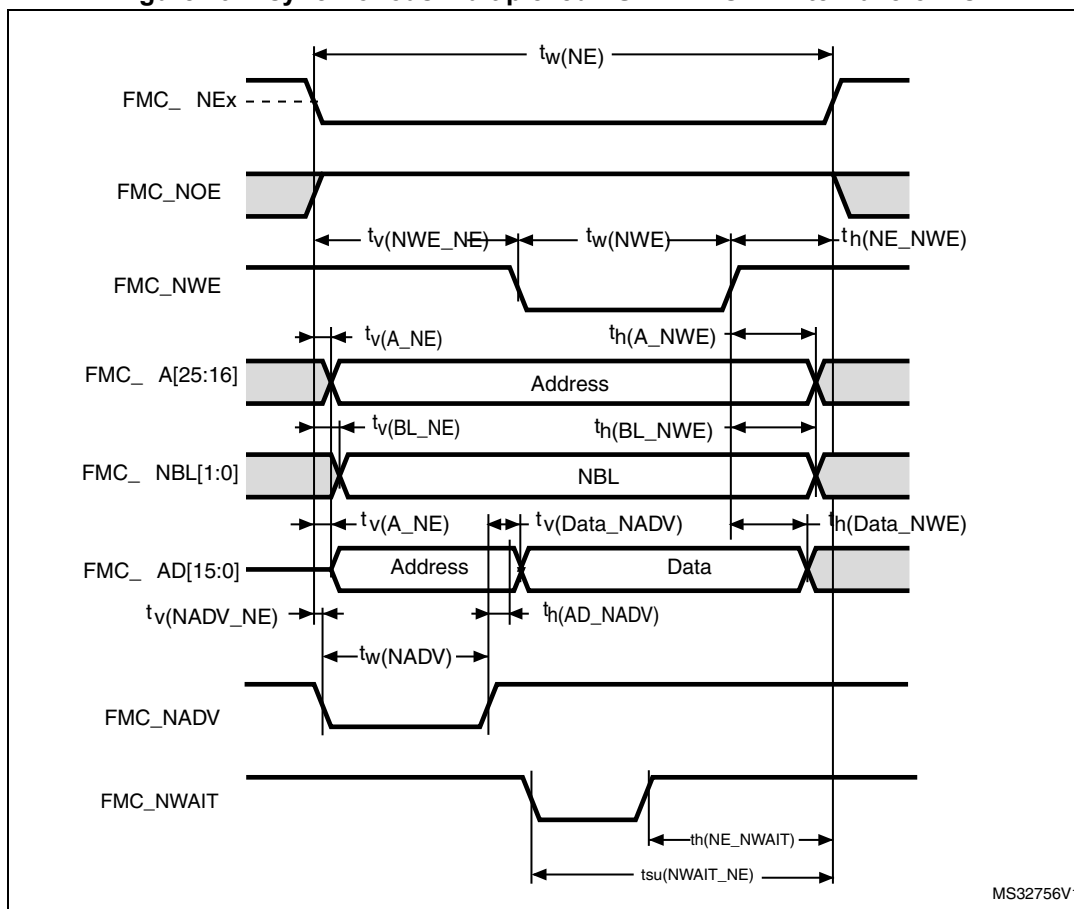 tw(NE)
FMC_ NEx
FMC_NOE
tv(NWE_NE) tw(NWE) th(NE_NWE)
FMC_NWE
tv(A_NE) th(A_NWE)
FMC_ A[25:16] Address
tv(BL_NE) th(BL_NWE)
FMC_ NBL[1:0] NBL
tv(A_NE) tv(Data_NADV) th(Data_NWE)
FMC_ AD[15:0] Address Data
tv(NADV_NE) th(AD_NADV)
tw(NADV)
FMC_NADV
FMC_NWAIT
th(NE_NWAIT)
tsu(NWAIT_NE)
MS32756V1